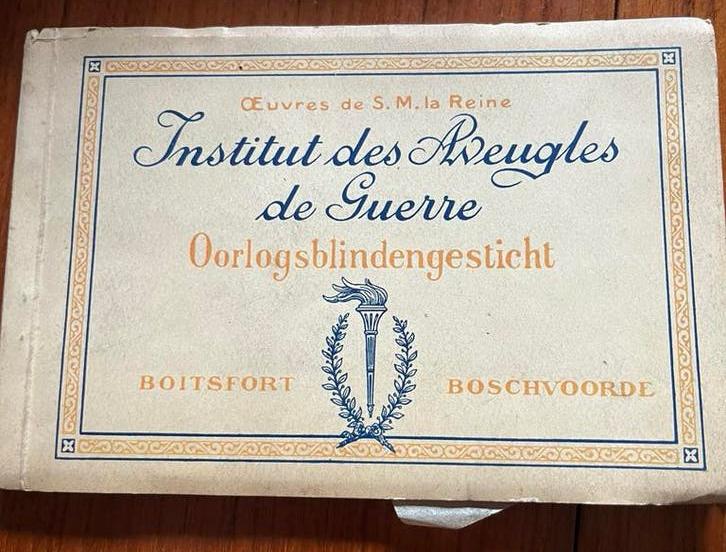 Œuvres de S. M. la Reine
Institut des Aveugles
de Guerre
Oorlogsblindengesticht
BOITSFORT BOSCHVOORDE